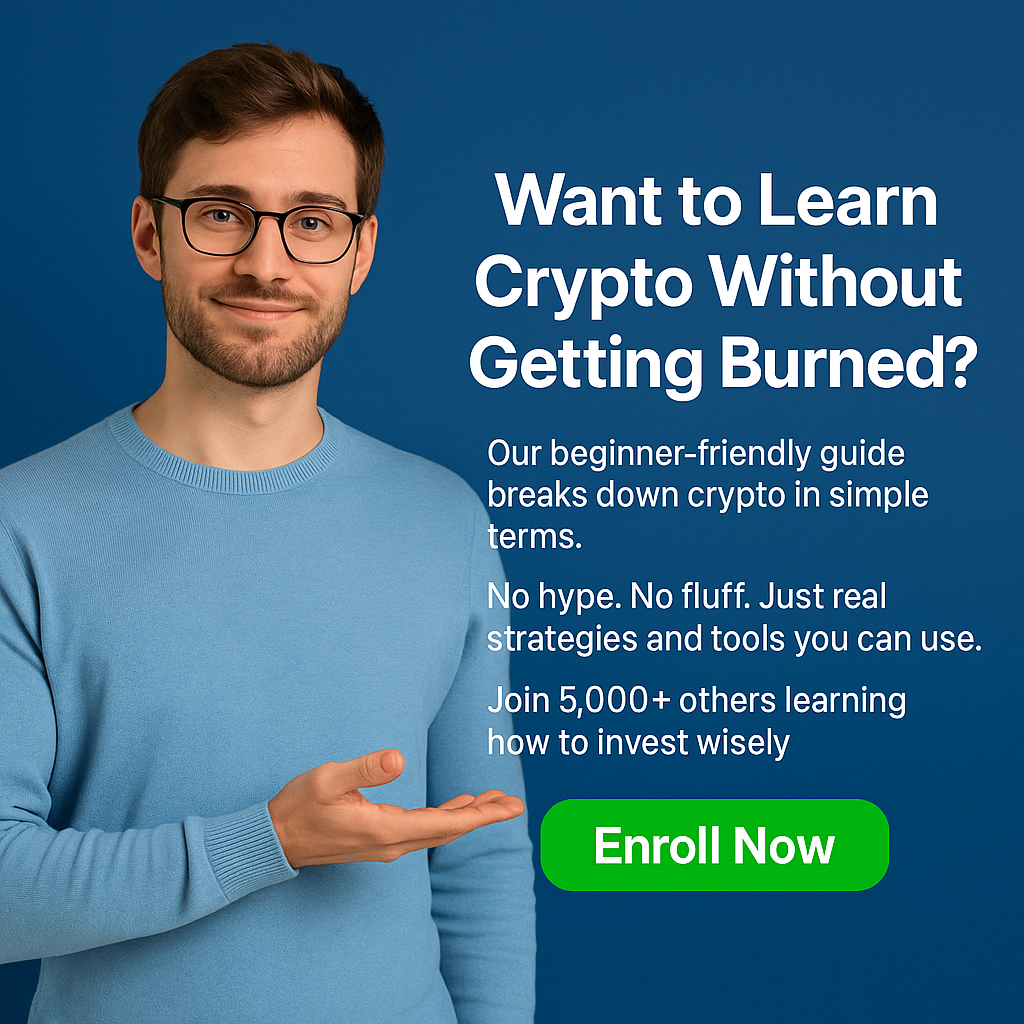 Want to Learn
Crypto Without
Getting Burned?
Our beginner-friendly guide
breaks down crypto in simple
terms.
No hype. No fluff. Just real
strategies and tools you can use.
Join 5,000+ others learning
how to invest wisely
Enroll Now